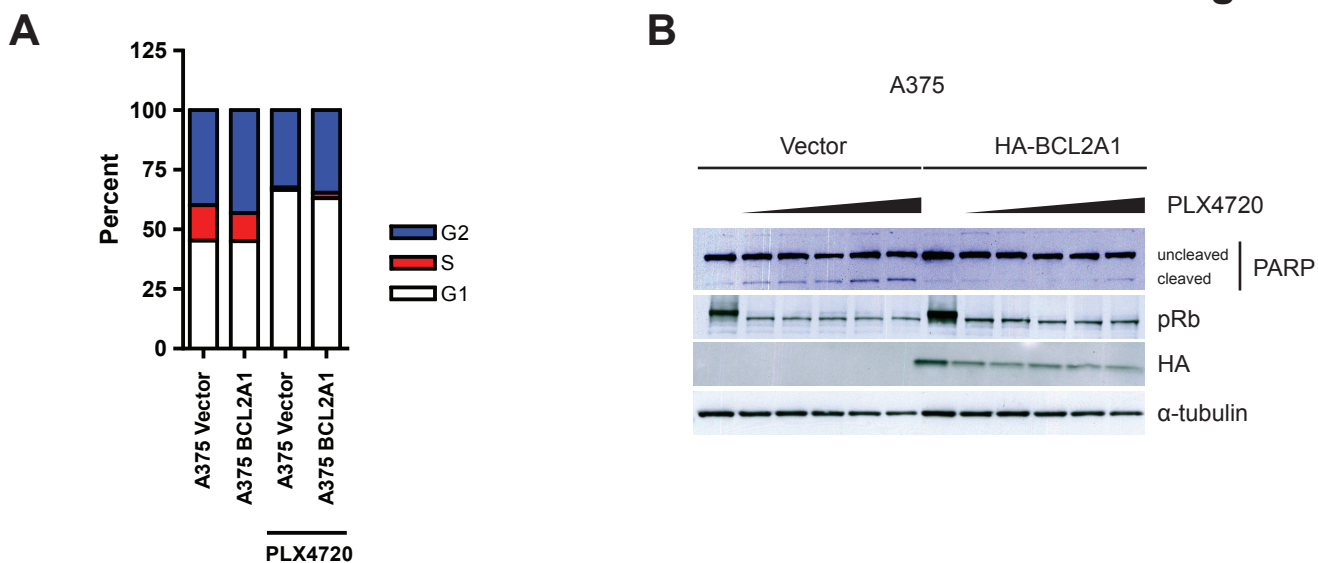 A
125
100
75
50
25
0
Percent
A375 Vector
A375 BCL2A1
A375 Vector
A375 BCL2A1
PLX4720
G2
S
G1
B
A375
Vector HA-BCL2A1
PLX4720
uncleaved
cleaved
PARP
pRb
HA
α-tubulin